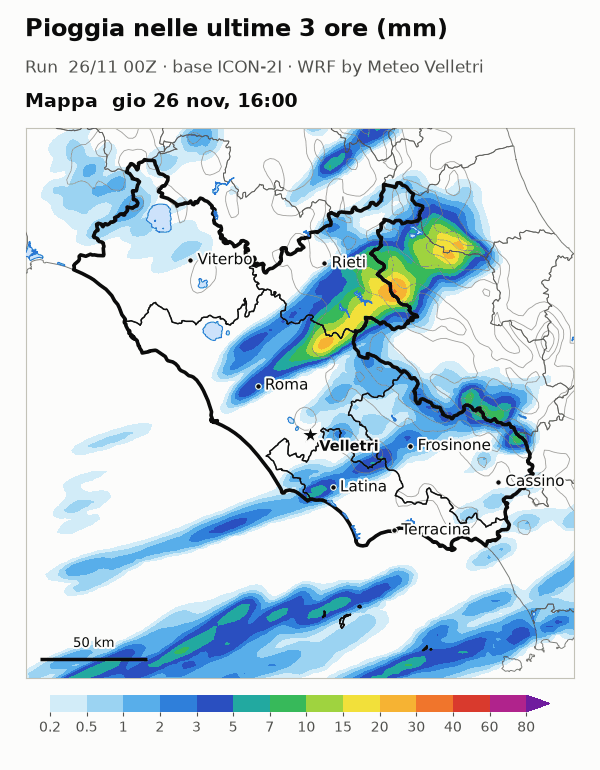 Pioggia nelle ultime 3 ore (mm)
Run  26/11 00Z · base ICON-2I · WRF by Meteo Velletri
Mappa  gio 26 nov, 16:00
Viterbo
Rieti
Roma
Velletri
Frosinone
Cassino
Latina
Terracina
50 km
0.2 0.5 1 2 3 5 7 10 15 20 30 40 60 80